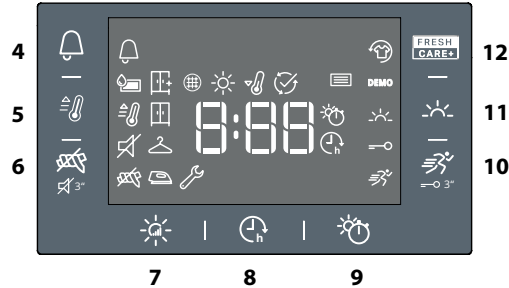 4 FRESH CARE+ 12
DEMO
5 8:88 11
h
6 3" 3" 10
h
7 8 9